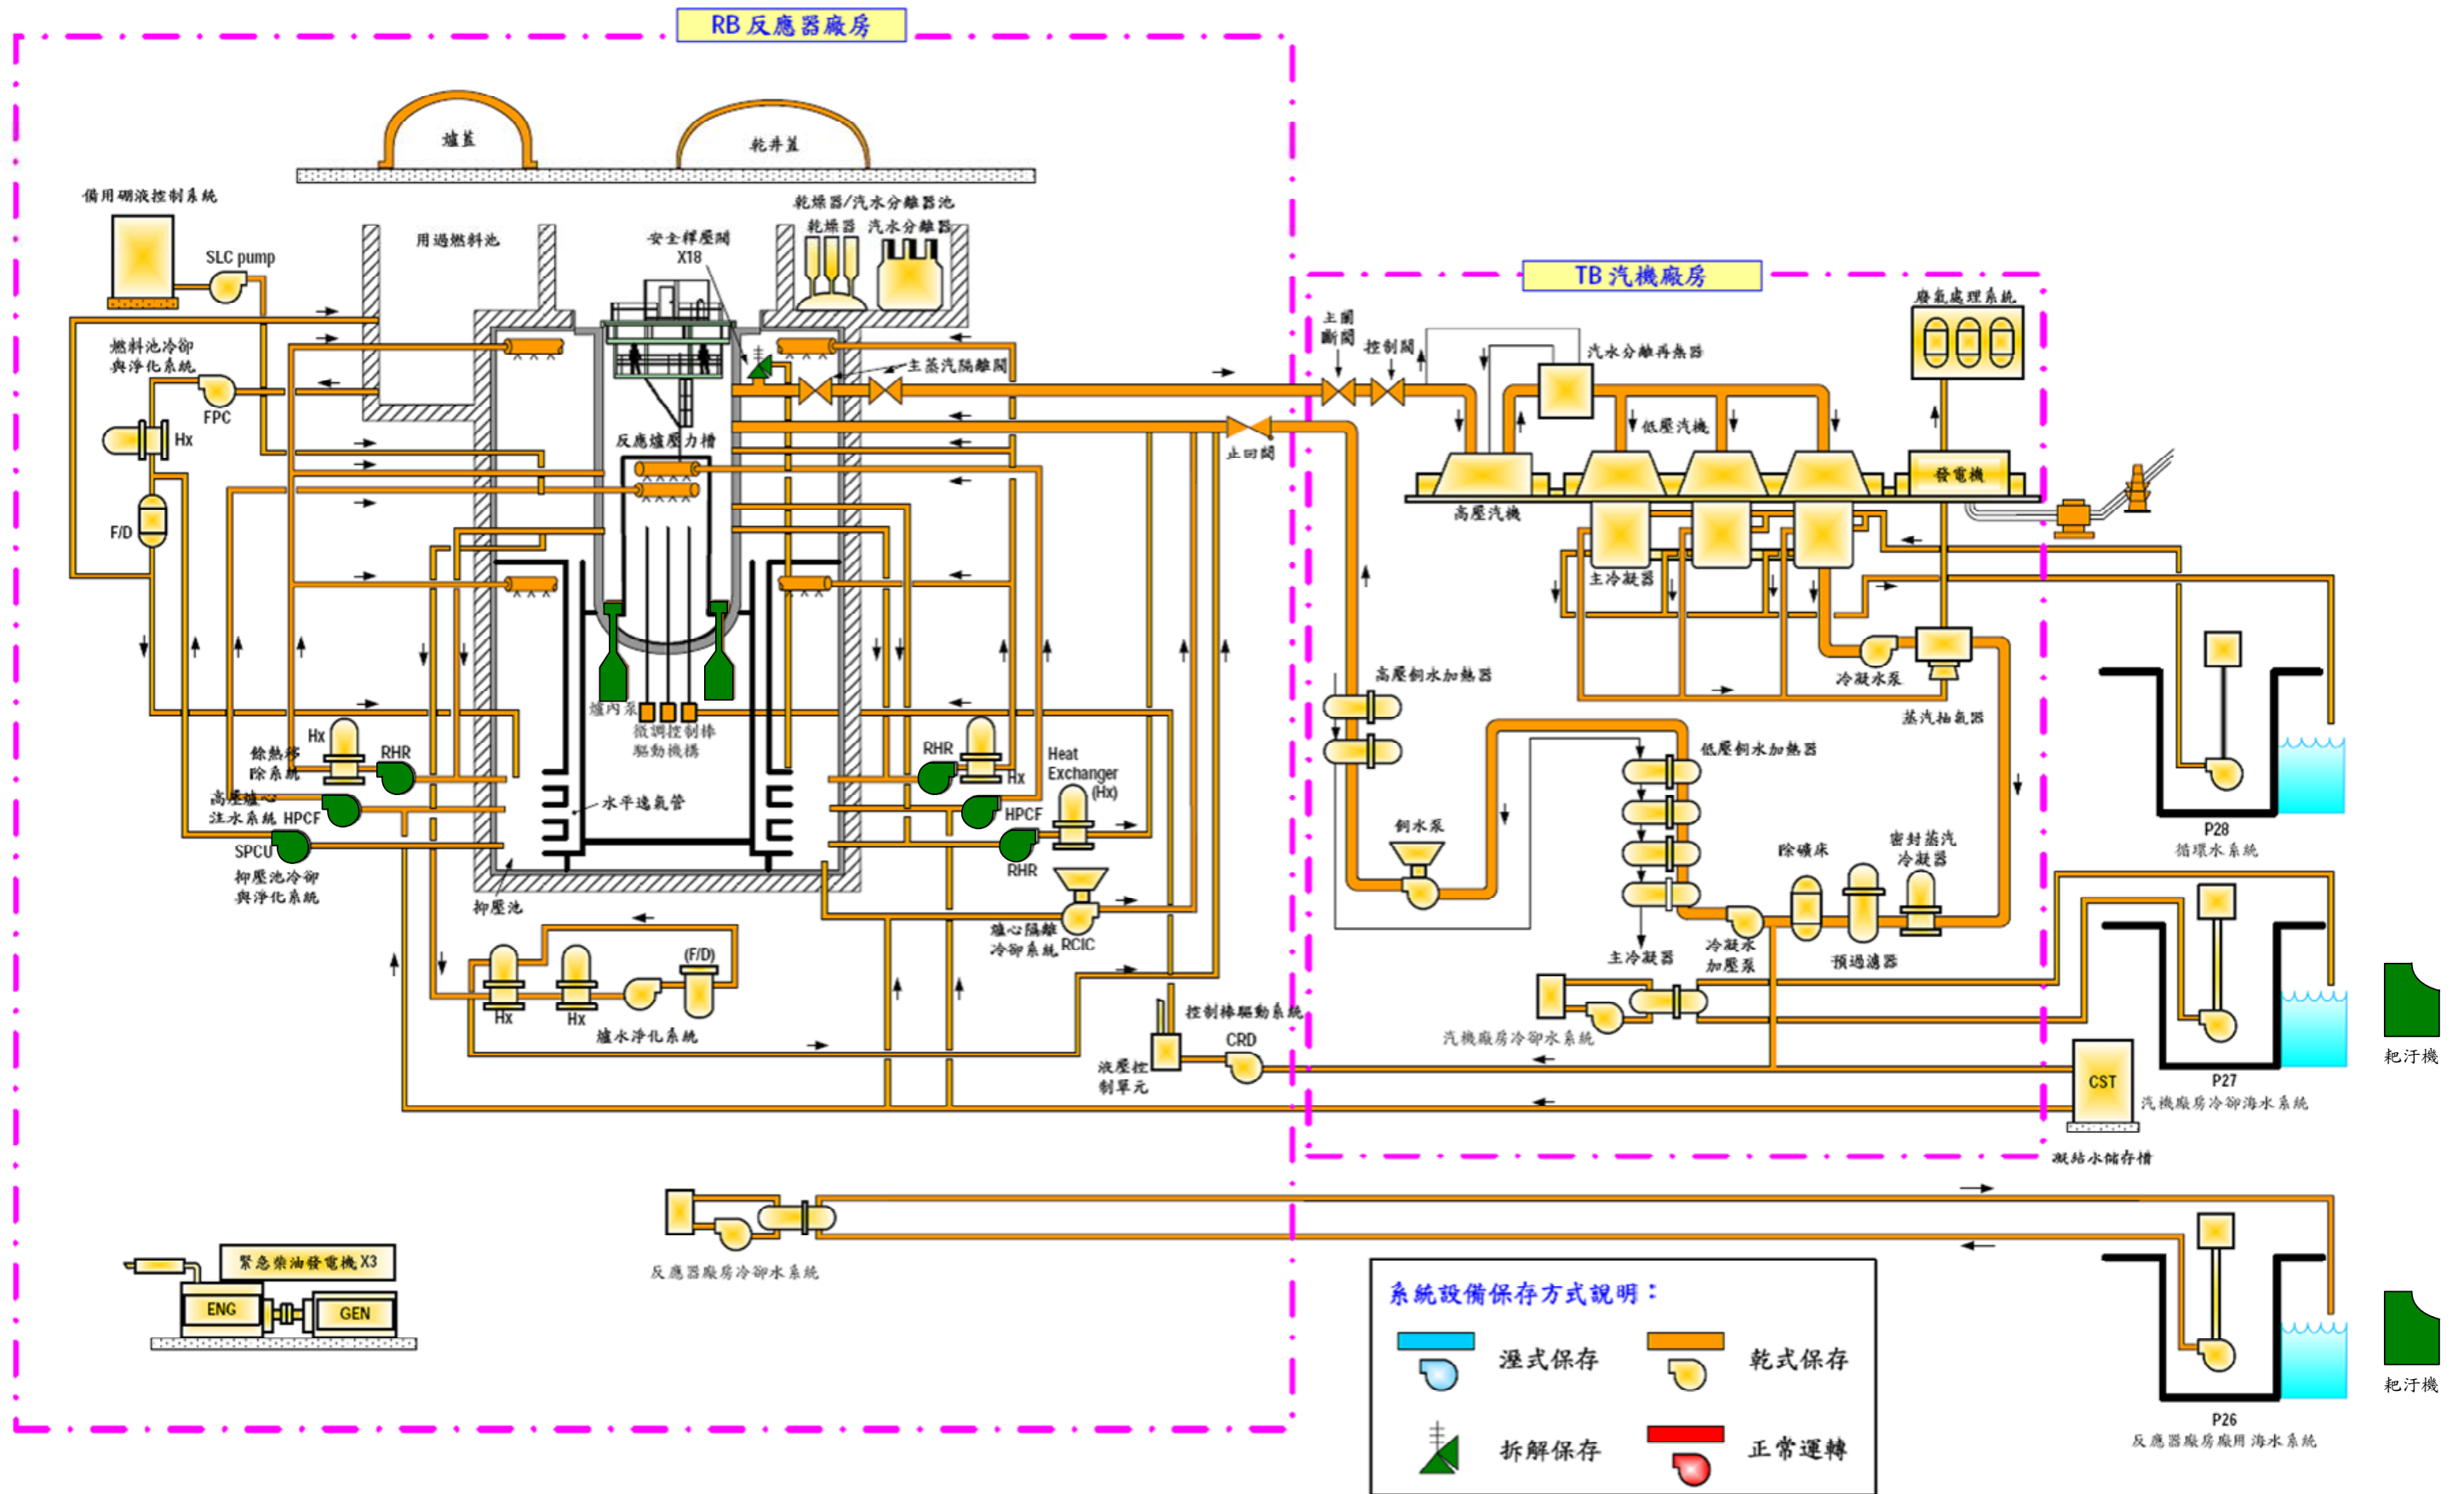 RB 反應器廠房
爐蓋
乾井蓋
備用硼液控制系統
SLC pump
用過燃料池
安全釋壓閥
X18
乾燥器/汽水分離器池
乾燥器 汽水分離器
燃料池冷卻
與淨化系統
FPC
Hx
F/D
主蒸汽隔離閥
反應爐壓力槽
止回閥
爐內泵
微調控制棒
驅動機構
Hx
餘熱移
除系統
RHR
高壓爐心
注水系統 HPCF
SPCU
抑壓池冷卻
與淨化系統
水平逸氣管
抑壓池
RHR
Hx
Heat
Exchanger
(Hx)
HPCF
RHR
爐心隔離
冷卻系統
RCIC
(F/D)
Hx
Hx
爐水淨化系統
控制棒驅動系統
CRD
液壓控
制單元
緊急柴油發電機 X3
ENG
GEN
反應器廠房冷卻水系統
TB 汽機廠房
主關
斷閥
控制閥
汽水分離再熱器
廢氣處理系統
低壓汽機
發電機
高壓汽機
主冷凝器
冷凝水泵
蒸汽抽氣器
高壓飼水加熱器
低壓飼水加熱器
飼水泵
除礦床
密封蒸汽
冷凝器
主冷凝器
冷凝水
加壓泵
預過濾器
汽機廠房冷卻水系統
P28
循環水系統
P27
汽機廠房冷卻海水系統
CST
凝結水儲存槽
耙汙機
P26
反應器廠房廠用海水系統
耙汙機
系統設備保存方式說明：
溼式保存
乾式保存
拆解保存
正常運轉